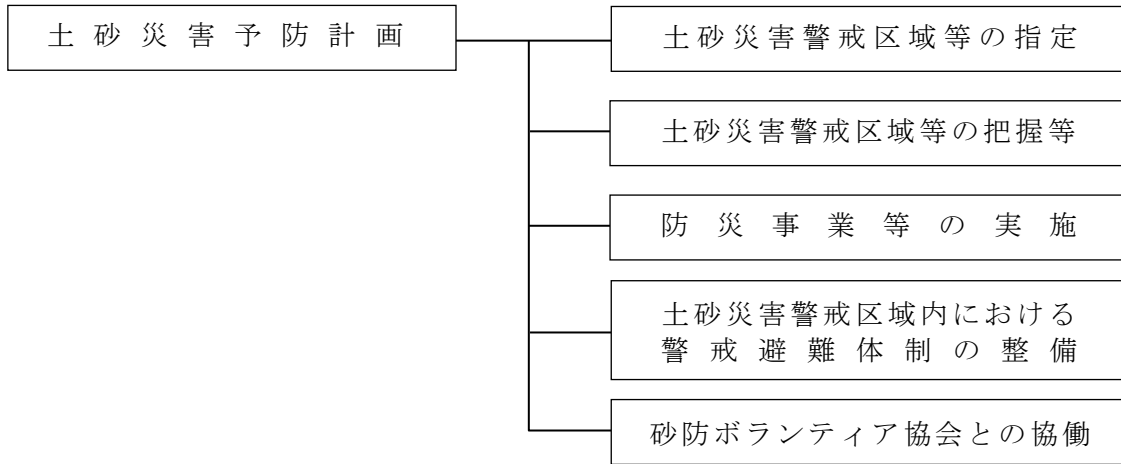 土砂災害予防計画
土砂災害警戒区域等の指定
土砂災害警戒区域等の把握等
防災事業等の実施
土砂災害警戒区域内における
警戒避難体制の整備
砂防ボランティア協会との協働